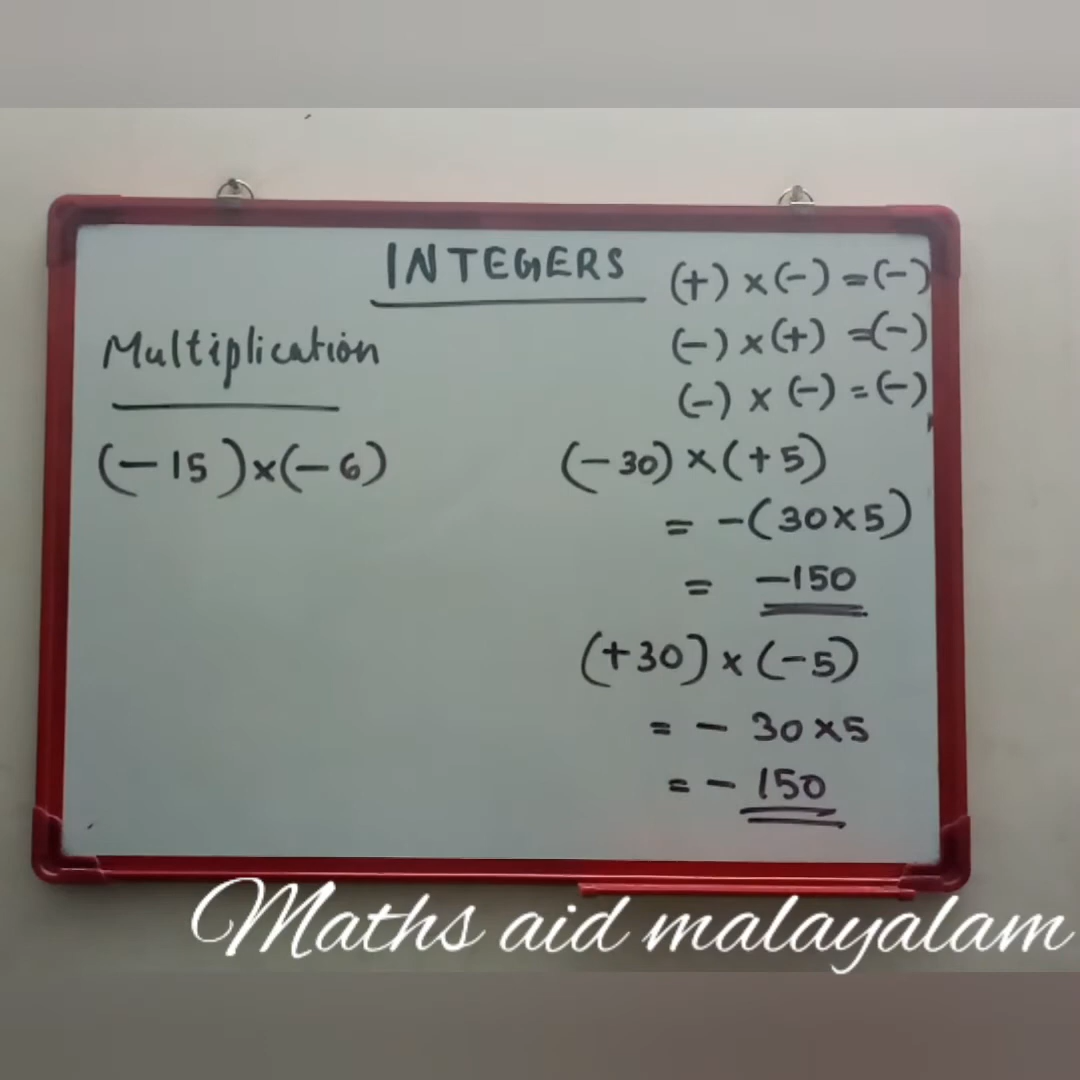 INTEGERS
(+) × (-) = (-)
(-) × (+) = (-)
(-) × (-) = (-)
Multiplication
(-15) × (-6)
(-30) × (+5)
= -(30×5)
= -150
(+30) × (-5)
= - 30×5
= - 150
Maths aid malayalam